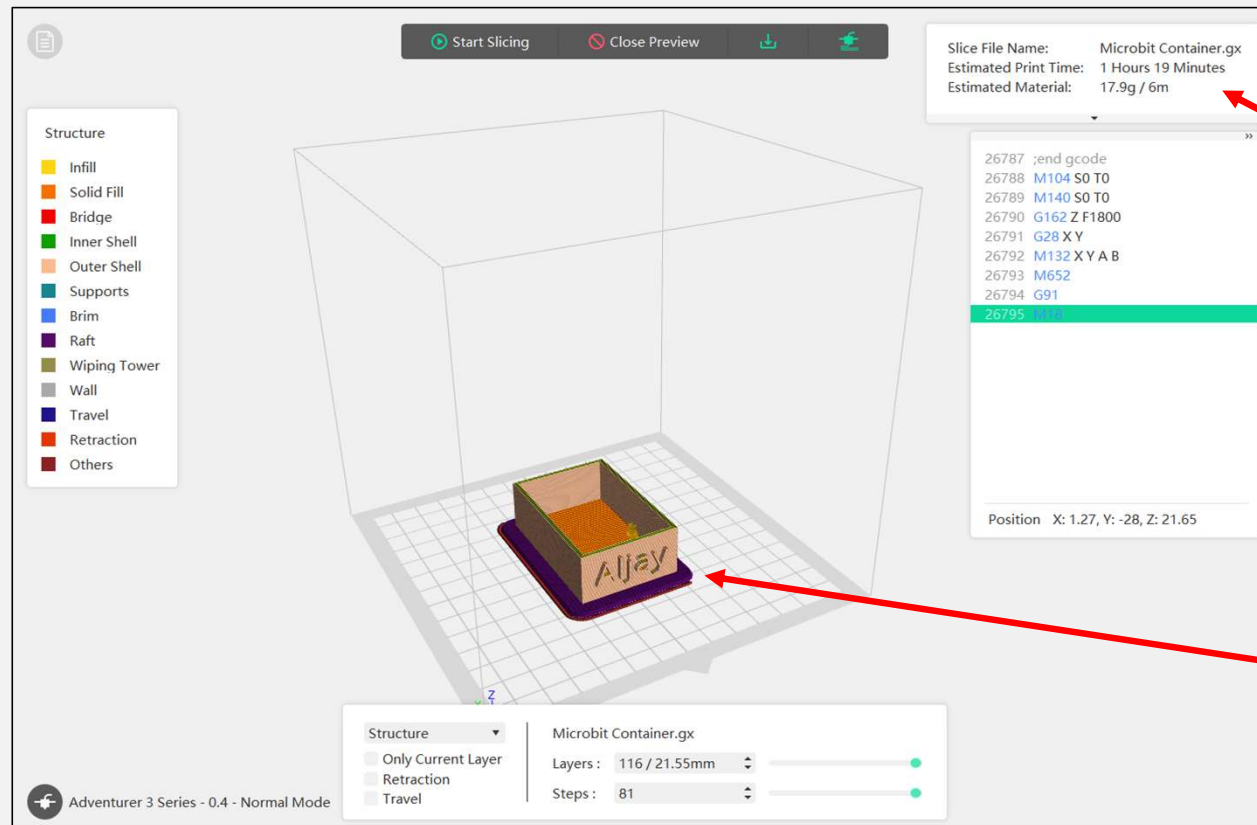 Start Slicing
Close Preview
Slice File Name: Microbit Container.gx
Estimated Print Time: 1 Hours 19 Minutes
Estimated Material: 17.9g / 6m
Structure
Infill
Solid Fill
Bridge
Inner Shell
Outer Shell
Supports
Brim
Raft
Wiping Tower
Wall
Travel
Retraction
Others
26787 ;end gcode
26788 M104 S0 T0
26789 M140 S0 T0
26790 G162 Z F1800
26791 G28 X Y
26792 M132 X Y A B
26793 M652
26794 G91
26795 M18
Position X: 1.27, Y: -28, Z: 21.65
Aljay
Z
Structure
Only Current Layer
Retraction
Travel
Microbit Container.gx
Layers : 116 / 21.55mm
Steps : 81
Adventurer 3 Series - 0.4 - Normal Mode